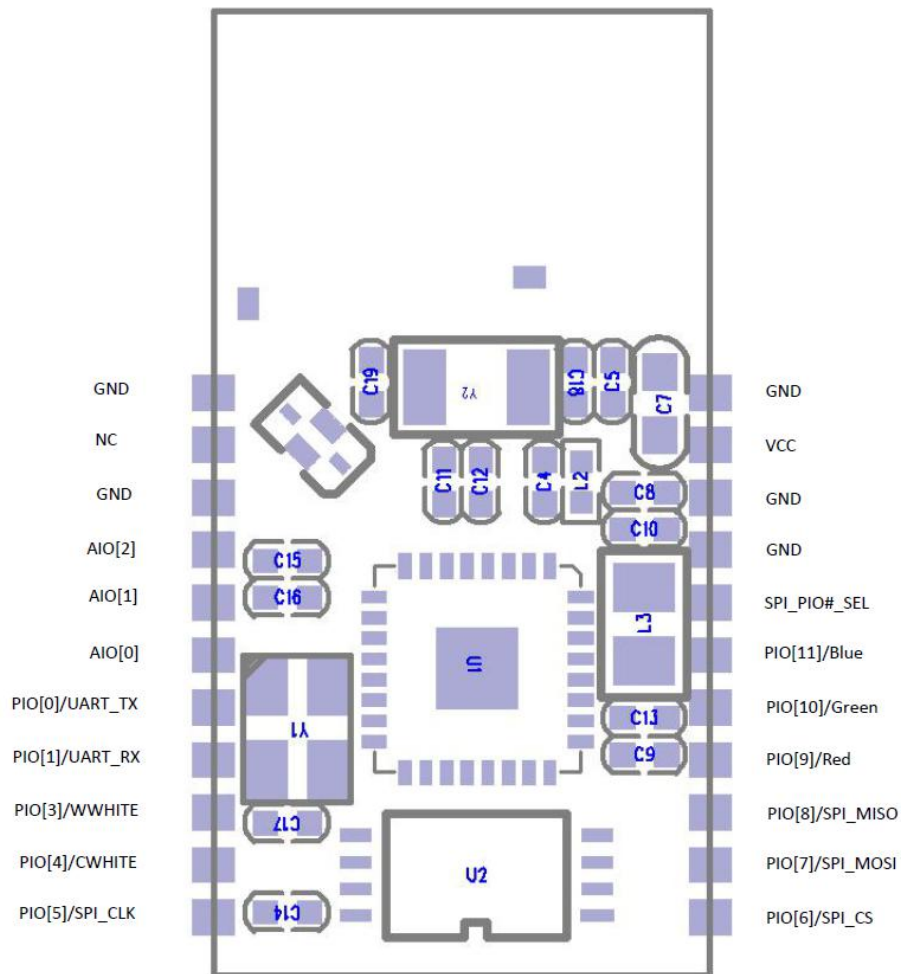 GND
NC
GND
AIO[2]
AIO[1]
AIO[0]
PIO[0]/UART_TX
PIO[1]/UART_RX
PIO[3]/WWHITE
PIO[4]/CWHITE
PIO[5]/SPI_CLK
C19
Y2
C18
C5
C7
C11
C12
C4
L2
C8
C10
C15
C16
L3
U1
Y1
C13
C9
C17
U2
C14
GND
VCC
GND
GND
SPI_PIO#_SEL
PIO[11]/Blue
PIO[10]/Green
PIO[9]/Red
PIO[8]/SPI_MISO
PIO[7]/SPI_MOSI
PIO[6]/SPI_CS